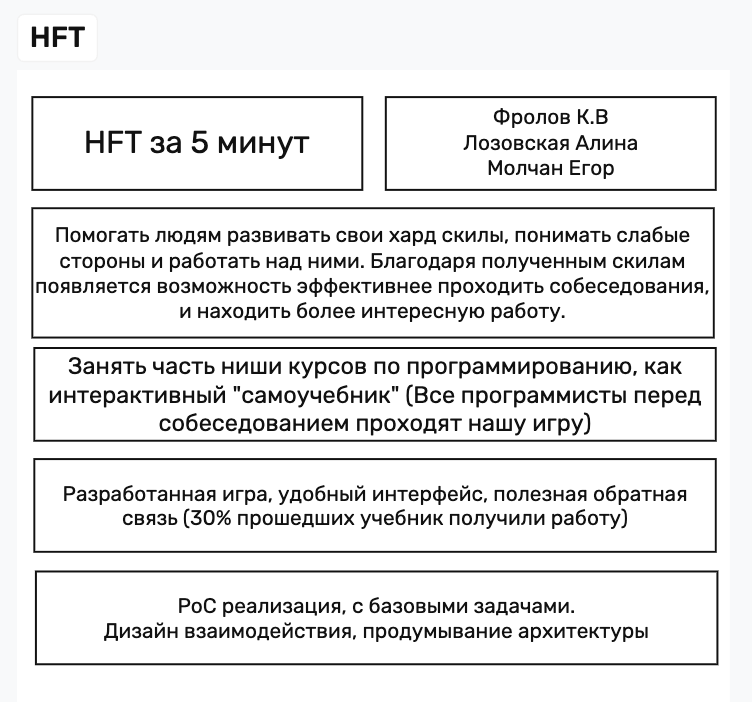 HFT
HFT за 5 минут
Фролов К.В
Лозовская Алина
Молчан Егор
Помогать людям развивать свои хард скилы, понимать слабые
стороны и работать над ними. Благодаря полученным скилам
появляется возможность эффективнее проходить собеседования,
и находить более интересную работу.
Занять часть ниши курсов по программированию, как
интерактивный "самоучебник" (Все программисты перед
собеседованием проходят нашу игру)
Разработанная игра, удобный интерфейс, полезная обратная
связь (30% прошедших учебник получили работу)
PoC реализация, с базовыми задачами.
Дизайн взаимодействия, продумывание архитектуры